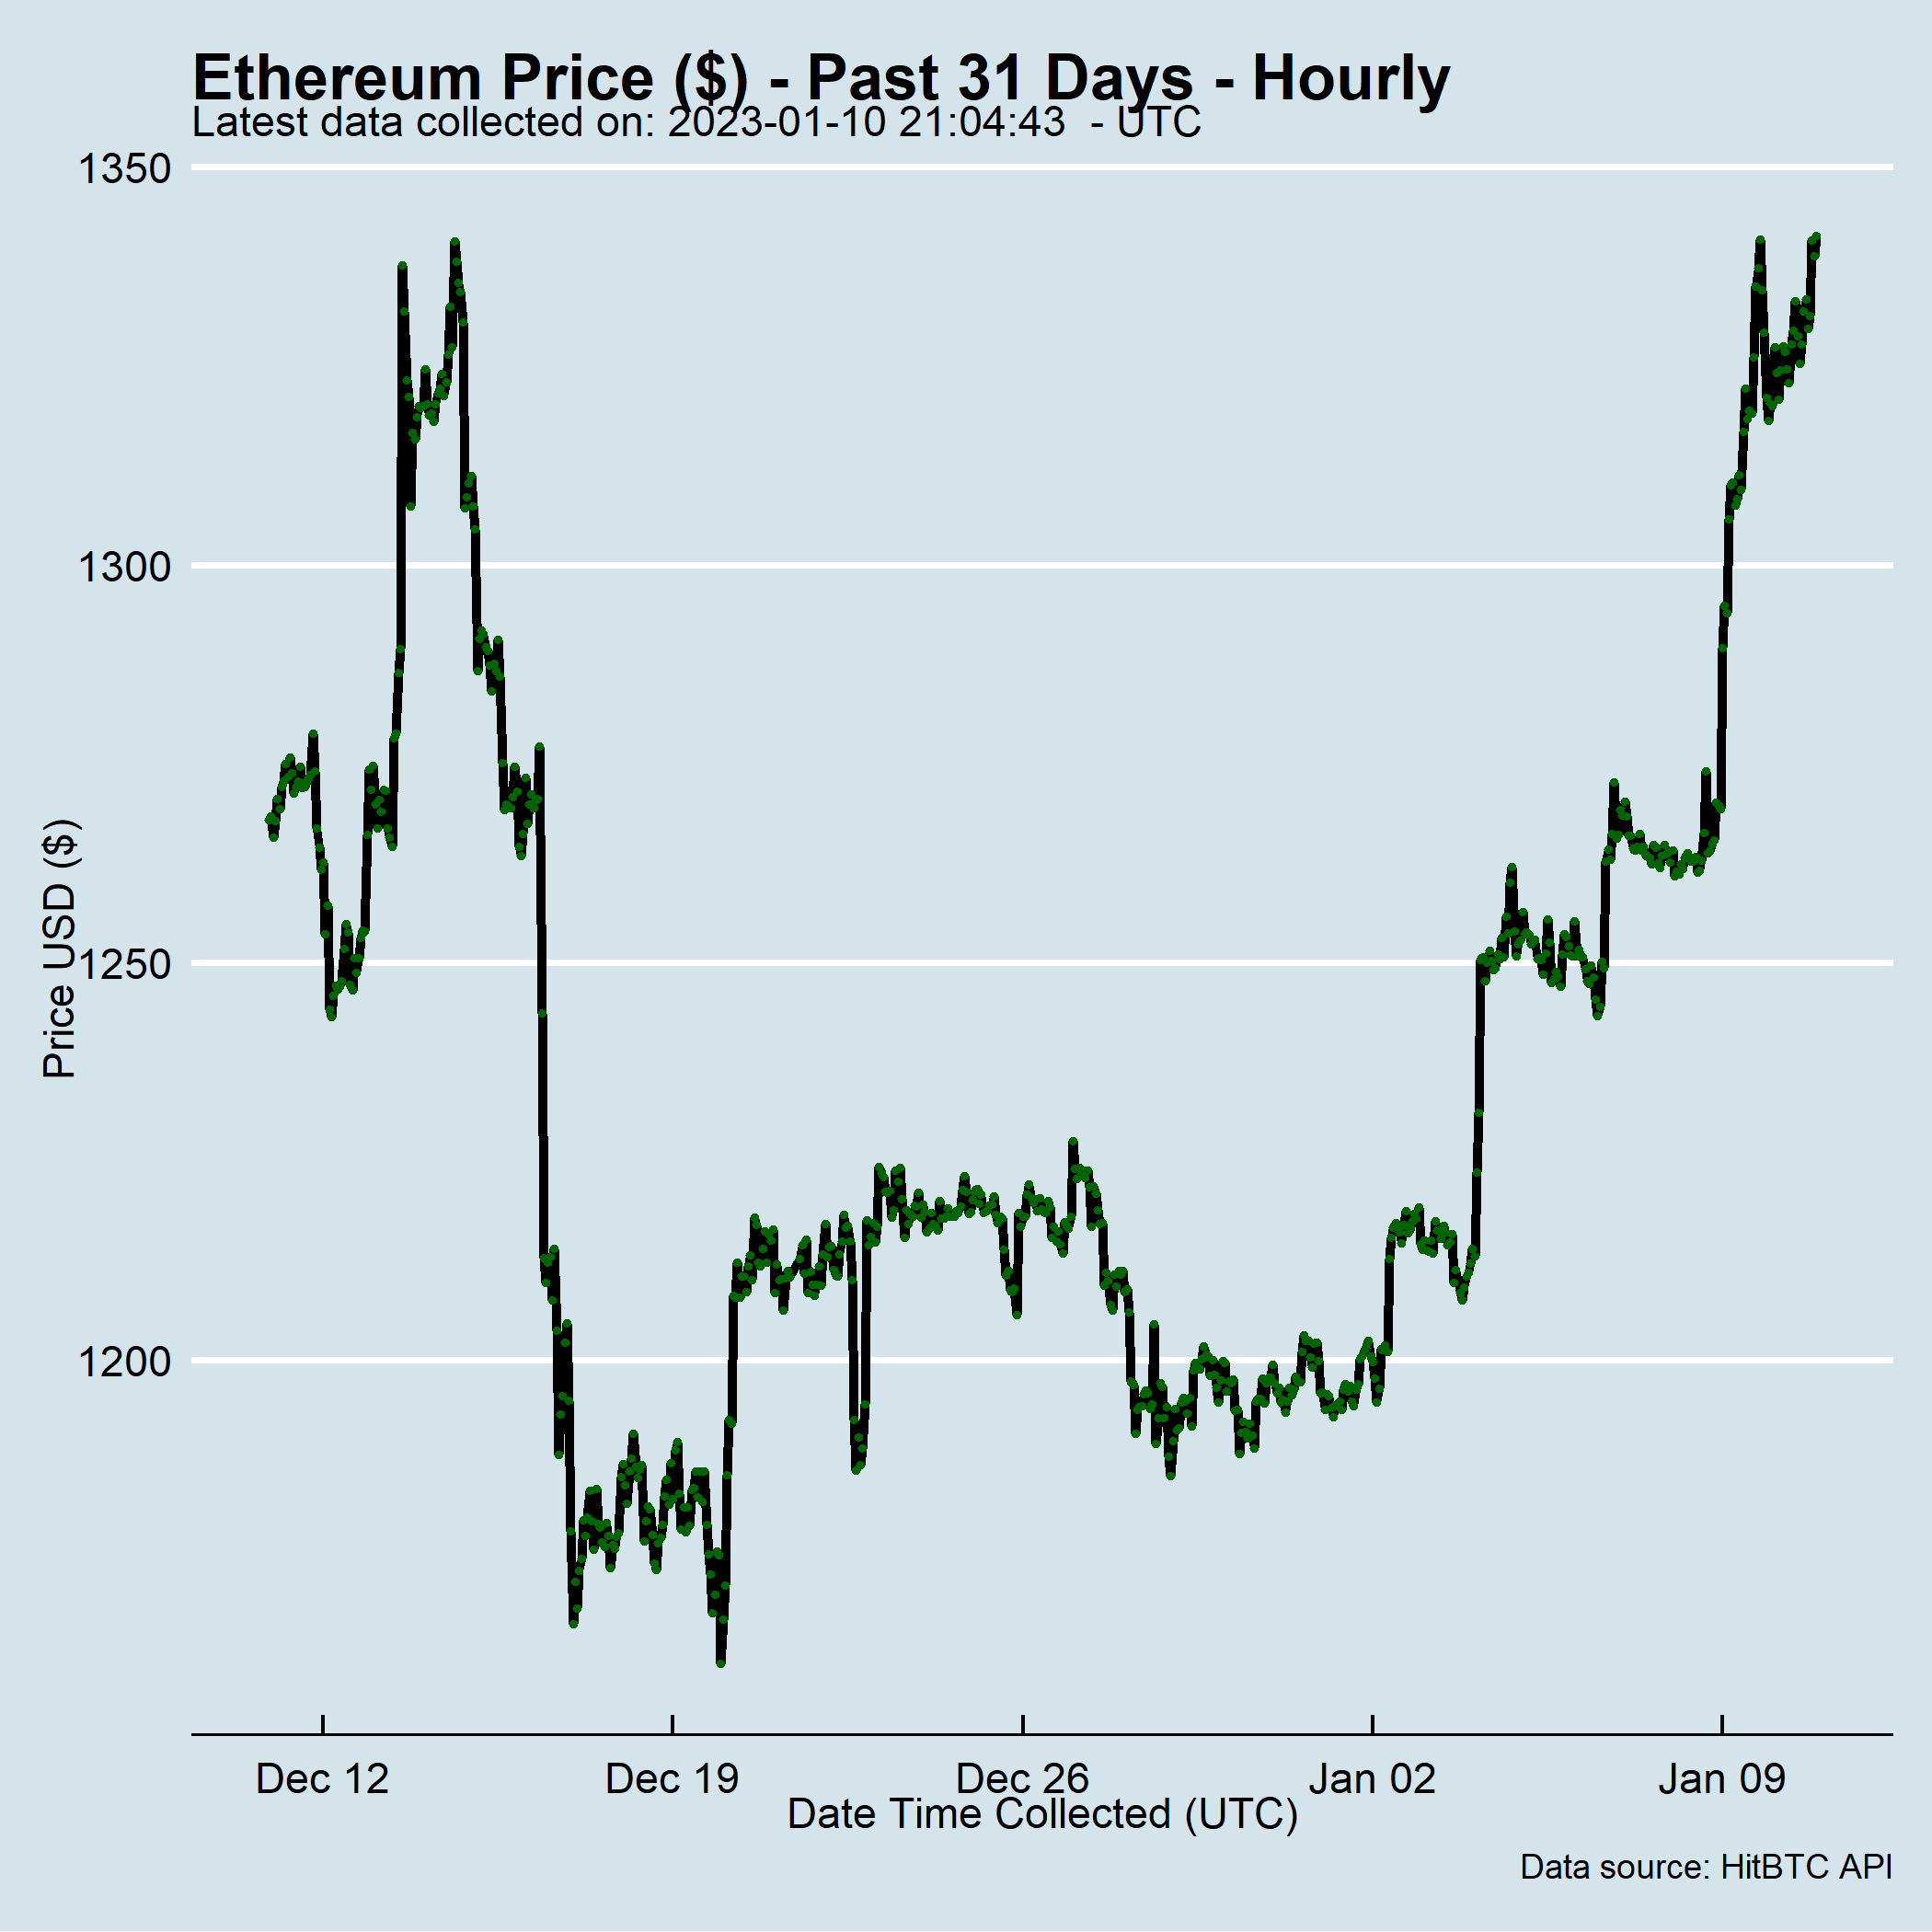 Ethereum Price ($) - Past 31 Days - Hourly
Latest data collected on: 2023-01-10 21:04:43  - UTC
1350
1300
1250
1200
Price USD ($)
Dec 12
Dec 19
Dec 26
Jan 02
Jan 09
Date Time Collected (UTC)
Data source: HitBTC API